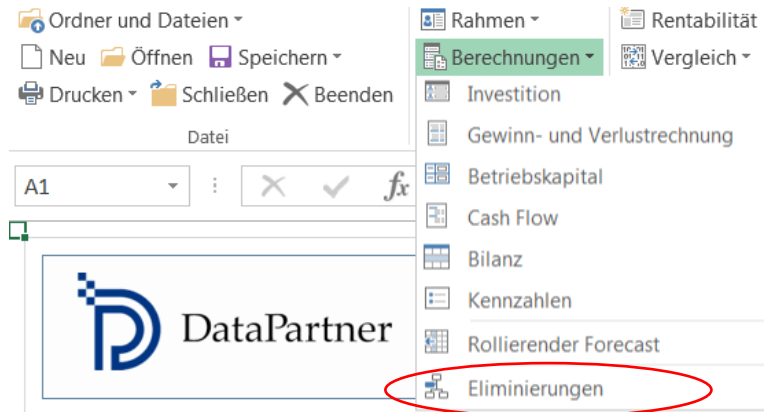 Ordner und Dateien
Neu Öffnen Speichern
Drucken Schließen Beenden
Datei
Rahmen
Rentabilität
Berechnungen
Vergleich
Investition
Gewinn- und Verlustrechnung
Betriebskapital
Cash Flow
Bilanz
Kennzahlen
Rollierender Forecast
Eliminierungen
A1
fx
DataPartner